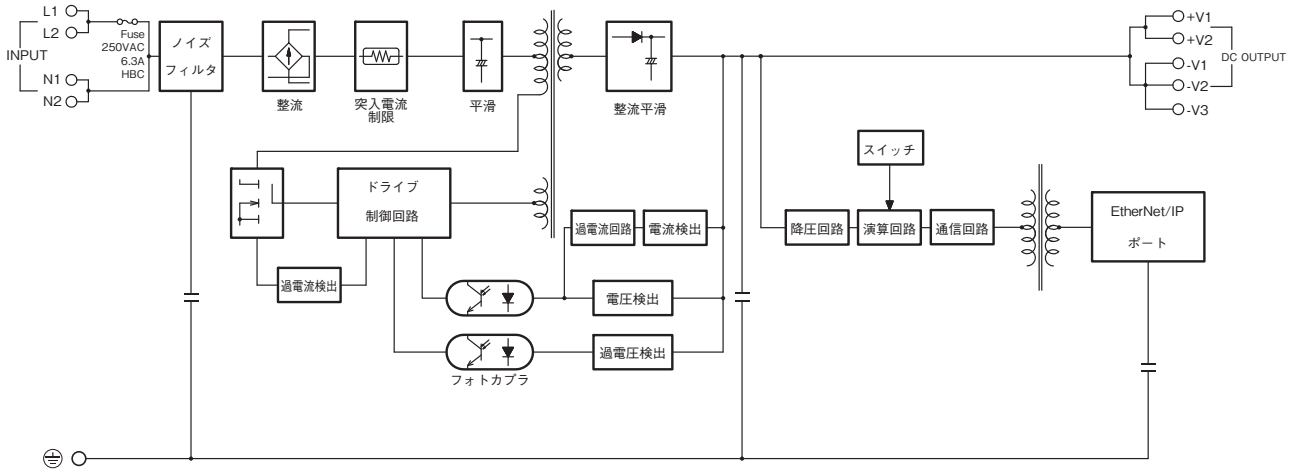 L1
L2
INPUT
N1
N2
Fuse
250VAC
6.3A
HBC
ノイズ
フィルタ
整流
突入電流
制限
平滑
整流平滑
+V1
+V2
DC OUTPUT
-V1
-V2
-V3
スイッチ
ドライブ
制御回路
過電流回路
電流検出
降圧回路
演算回路
通信回路
EtherNet/IP
ポート
過電流検出
電圧検出
過電圧検出
フォトカプラ